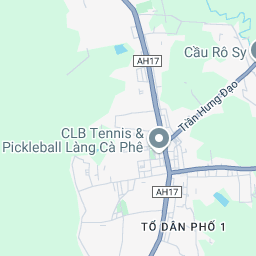 AH17
Cầu Rô Sy
Trần Hưng Đạo
CLB Tennis &
Pickleball Làng Cà Phê
AH17
TỔ DÂN PHỐ 1